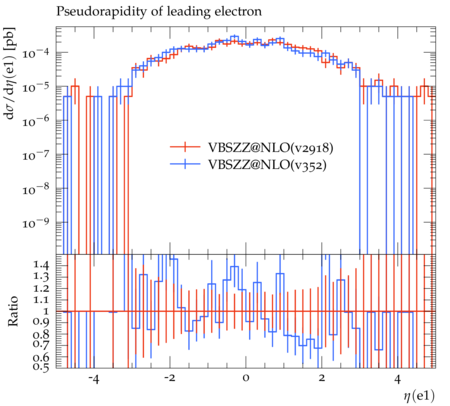 Pseudorapidity of leading electron
dσ/dη(e1) [pb]
10⁻⁴
10⁻⁵
10⁻⁶
10⁻⁷
10⁻⁸
10⁻⁹
VBSZZ@NLO(v2918)
VBSZZ@NLO(v352)
Ratio
1.4
1.3
1.2
1.1
1
0.9
0.8
0.7
0.6
0.5
-4 -2 0 2 4
η(e1)